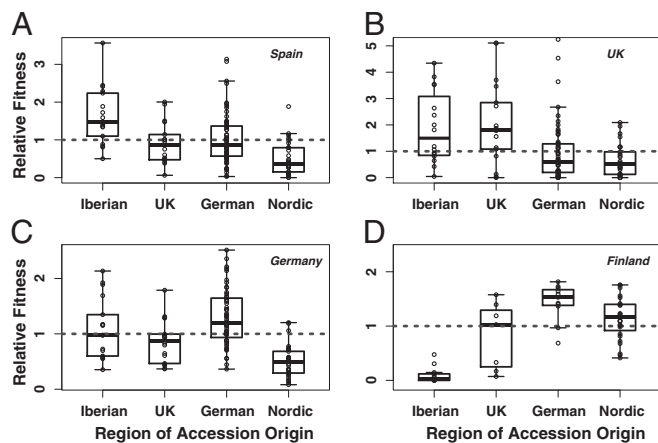 A
Spain
Relative Fitness
3
2
1
0
Iberian UK German Nordic
B
UK
5
4
3
2
1
0
Iberian UK German Nordic
C
Germany
Relative Fitness
2
1
0
Iberian UK German Nordic
Region of Accession Origin
D
Finland
2
1
0
Iberian UK German Nordic
Region of Accession Origin